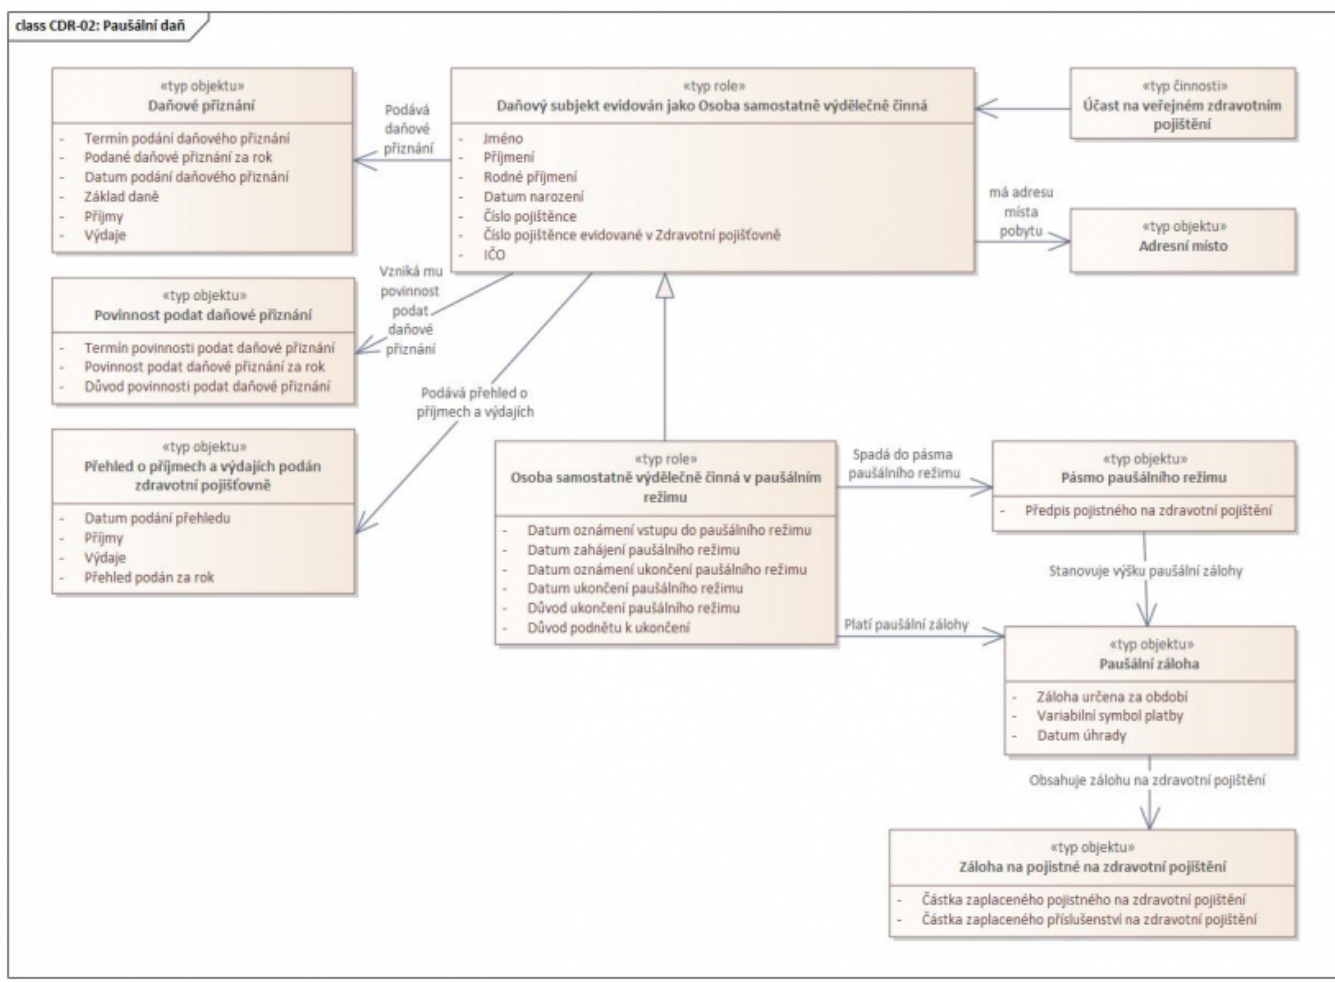 class CDR-02: Paušální daň
«typ objektu»
Daňové přiznání
- Termín podání daňového přiznání
- Podané daňové přiznání za rok
- Datum podání daňového přiznání
- Základ daně
- Příjmy
- Výdaje
Podává
daňové
přiznání
«typ role»
Daňový subjekt evidován jako Osoba samostatně výdělečně činná
- Jméno
- Příjmení
- Rodné příjmení
- Datum narození
- Číslo pojištěnce
- Číslo pojištěnce evidované v Zdravotní pojišťovně
- IČO
«typ činnosti»
Účast na veřejném zdravotním
pojištění
má adresu
místa
pobytu
«typ objektu»
Adresní místo
Vzniká mu
povinnost
podat
daňové
přiznání
«typ objektu»
Povinnost podat daňové přiznání
- Termín povinnosti podat daňové přiznání
- Povinnost podat daňové přiznání za rok
- Důvod povinnosti podat daňové přiznání
Podává přehled o
příjmech a výdajích
«typ objektu»
Přehled o příjmech a výdajích podán
zdravotní pojišťovně
- Datum podání přehledu
- Příjmy
- Výdaje
- Přehled podán za rok
«typ role»
Osoba samostatně výdělečně činná v paušálním
režimu
- Datum oznámení vstupu do paušálního režimu
- Datum zahájení paušálního režimu
- Datum oznámení ukončení paušálního režimu
- Datum ukončení paušálního režimu
- Důvod ukončení paušálního režimu
- Důvod podnětu k ukončení
Spadá do pásma
paušálního režimu
«typ objektu»
Pásmo paušálního režimu
- Předpis pojistného na zdravotní pojištění
Stanovuje výšku paušální zálohy
Platí paušální zálohy
«typ objektu»
Paušální záloha
- Záloha určena za období
- Variabilní symbol platby
- Datum úhrady
Obsahuje zálohu na zdravotní pojištění
«typ objektu»
Záloha na pojistné na zdravotní pojištění
- Částka zaplaceného pojistného na zdravotní pojištění
- Částka zaplaceného příslušenství na zdravotní pojištění